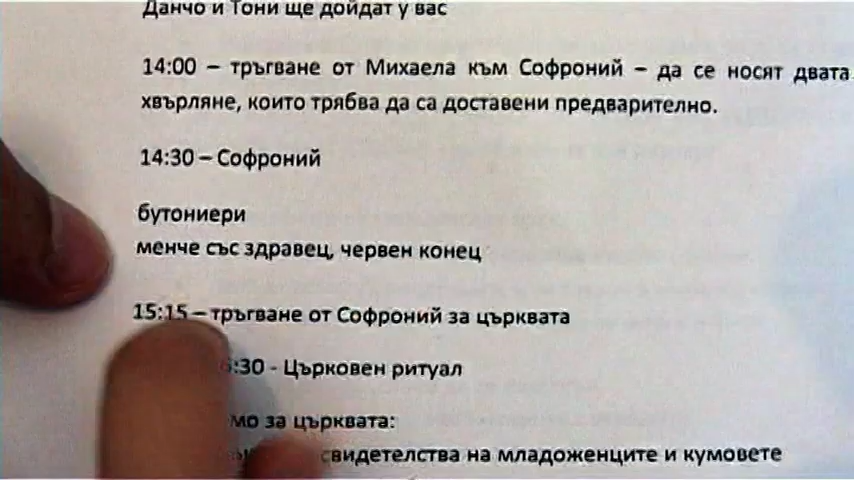 Данчо и Тони ще дойдат у вас
14:00 – тръгване от Михаела към Софроний – да се носят двата
хвърляне, които трябва да са доставени предварително.
14:30 – Софроний
бутониери
менче със здравец, червен конец
15:15 – тръгване от Софроний за църквата
:30 - Църковен ритуал
за църквата:
свидетелства на младоженците и кумовете